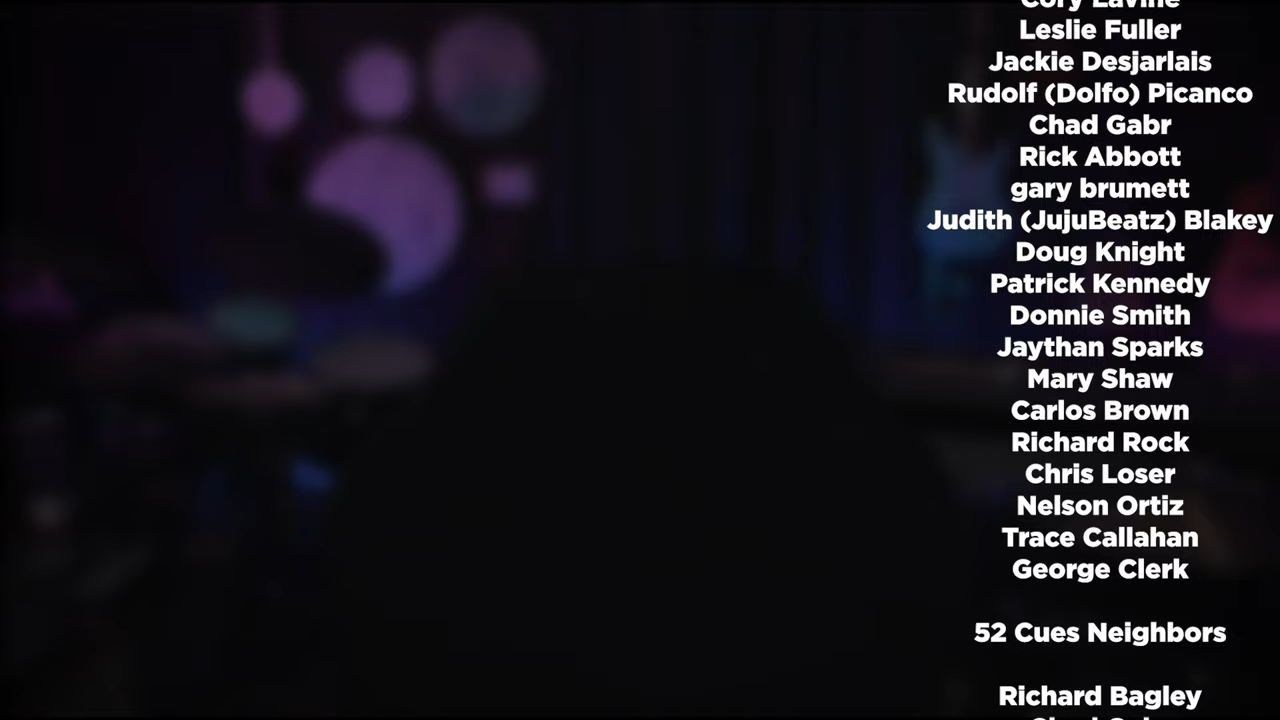 Cory Lavine
Leslie Fuller
Jackie Desjarlais
Rudolf (Dolfo) Picanco
Chad Gabr
Rick Abbott
gary brumett
Judith (JujuBeatz) Blakey
Doug Knight
Patrick Kennedy
Donnie Smith
Jaythan Sparks
Mary Shaw
Carlos Brown
Richard Rock
Chris Loser
Nelson Ortiz
Trace Callahan
George Clerk
52 Cues Neighbors
Richard Bagley